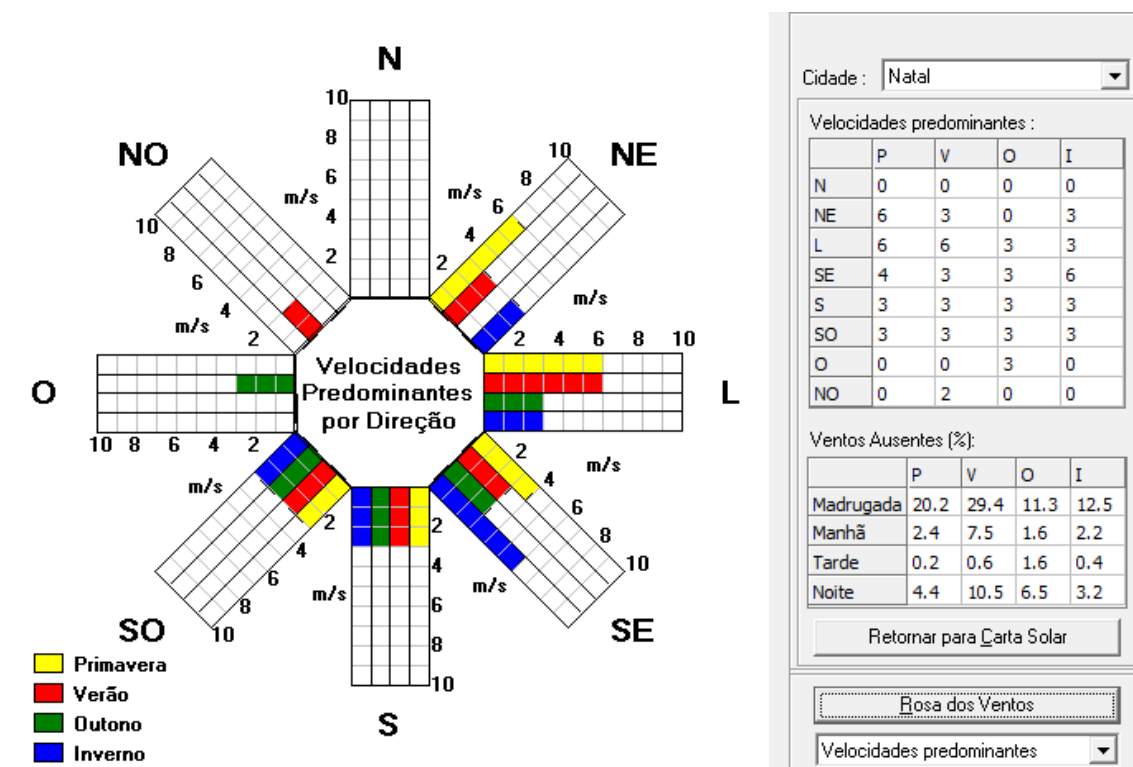 N
NO
NE
L
SE
S
SO
O
10
8
6
4
2
m/s
10
8
6
4
2
m/s
2
4
6
8
10
m/s
2
4
6
8
10
m/s
2
4
6
8
10
m/s
2
4
6
8
10
m/s
2
4
6
8
10
m/s
10
8
6
4
2
m/s
Velocidades
Predominantes
por Direção
Primavera
Verão
Outono
Inverno
Cidade : Natal
Velocidades predominantes :
P V O I
N 0 0 0 0
NE 6 3 0 3
L 6 6 3 3
SE 4 3 3 6
S 3 3 3 3
SO 3 3 3 3
O 0 0 3 0
NO 0 2 0 0
Ventos Ausentes (%):
P V O I
Madrugada 20.2 29.4 11.3 12.5
Manhã 2.4 7.5 1.6 2.2
Tarde 0.2 0.6 1.6 0.4
Noite 4.4 10.5 6.5 3.2
Retornar para Carta Solar
Rosa dos Ventos
Velocidades predominantes